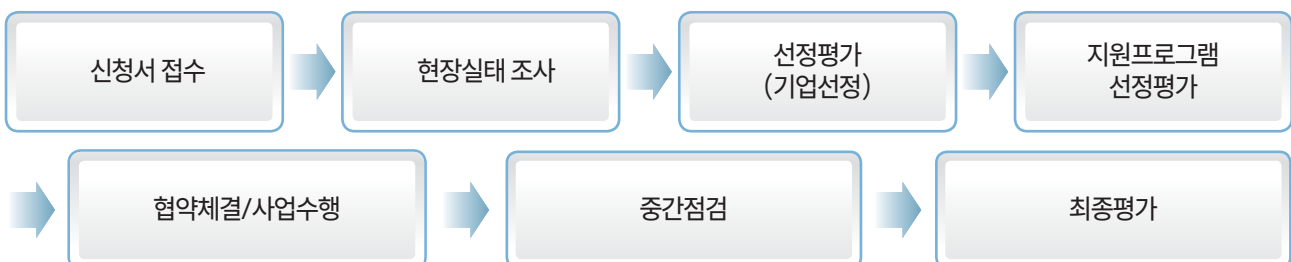 신청서 접수
현장실태 조사
선정평가
(기업선정)
지원프로그램
선정평가
협약체결/사업수행
중간점검
최종평가